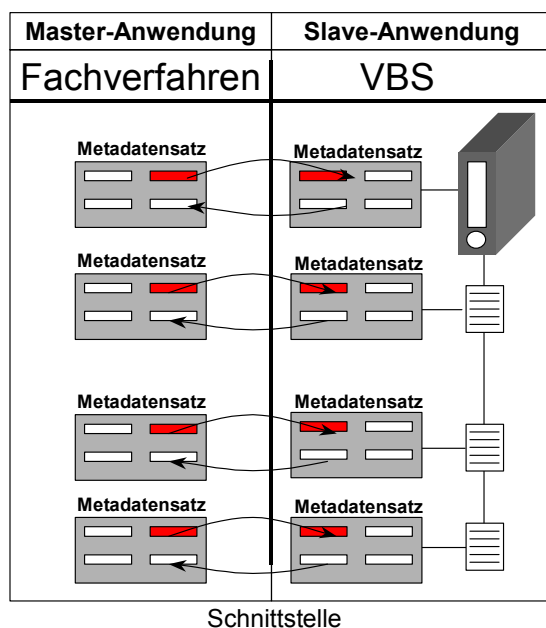 Master-Anwendung Slave-Anwendung
Fachverfahren VBS
Metadatensatz Metadatensatz
Metadatensatz Metadatensatz
Metadatensatz Metadatensatz
Metadatensatz Metadatensatz
Schnittstelle